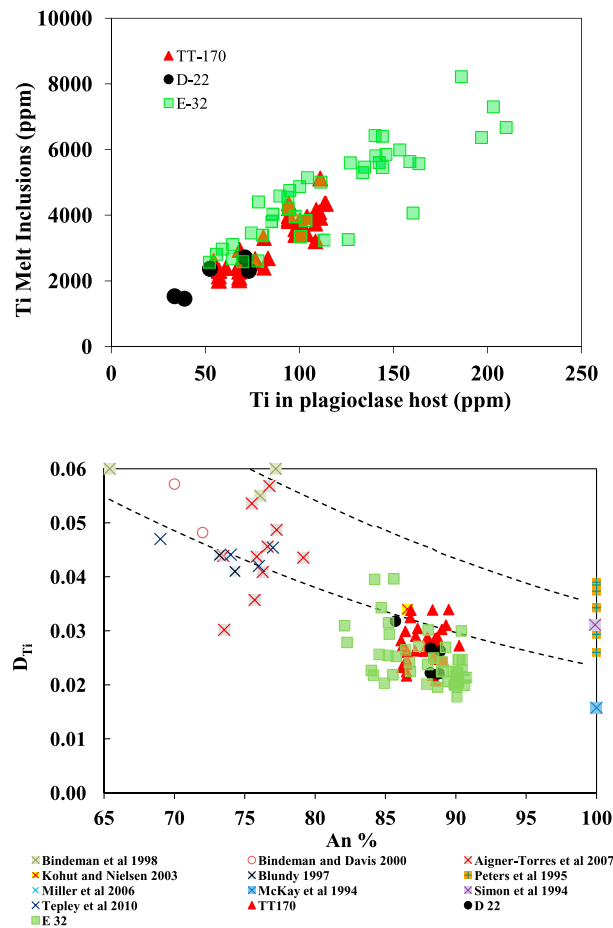 10000
8000
6000
4000
2000
0
Ti Melt Inclusions (ppm)
TT-170
D-22
E-32
0 50 100 150 200 250
Ti in plagioclase host (ppm)
0.06
0.05
0.04
0.03
0.02
0.01
0.00
DTi
65 70 75 80 85 90 95 100
An %
Bindeman et al 1998 Bindeman and Davis 2000 Aigner-Torres et al 2007
Kohut and Nielsen 2003 Blundy 1997 Peters et al 1995
Miller et al 2006 McKay et al 1994 Simon et al 1994
Tepley et al 2010 TT170 D 22
E 32